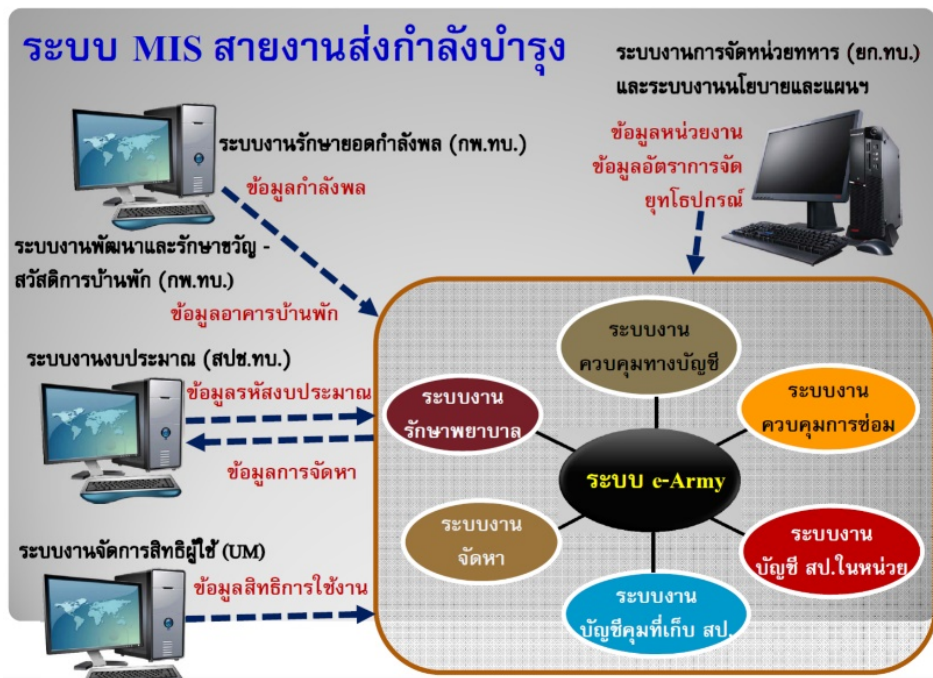 ระบบ MIS สายงานส่งกำลังบำรุง
ระบบงานการจัดหน่วยทหาร (ยก.ทบ.)
และระบบงานนโยบายและแผนฯ
ข้อมูลหน่วยงาน
ข้อมูลอัตราการจัด
ยุทโธปกรณ์
ระบบงานรักษายอดกำลังพล (กพ.ทบ.)
ข้อมูลกำลังพล
ระบบงานพัฒนาและรักษาขวัญ -
สวัสดิการบ้านพัก (กพ.ทบ.)
ข้อมูลอาคารบ้านพัก
ระบบงานงบประมาณ (สปช.ทบ.)
ข้อมูลรหัสงบประมาณ
ข้อมูลการจัดหา
ระบบงานจัดการสิทธิผู้ใช้ (UM)
ข้อมูลสิทธิการใช้งาน
ระบบงาน
ควบคุมทางบัญชี
ระบบงาน
รักษาพยาบาล
ระบบงาน
ควบคุมการซ่อม
ระบบ e-Army
ระบบงาน
จัดหา
ระบบงาน
บัญชี สป.ในหน่วย
ระบบงาน
บัญชีคุมที่เก็บ สป.